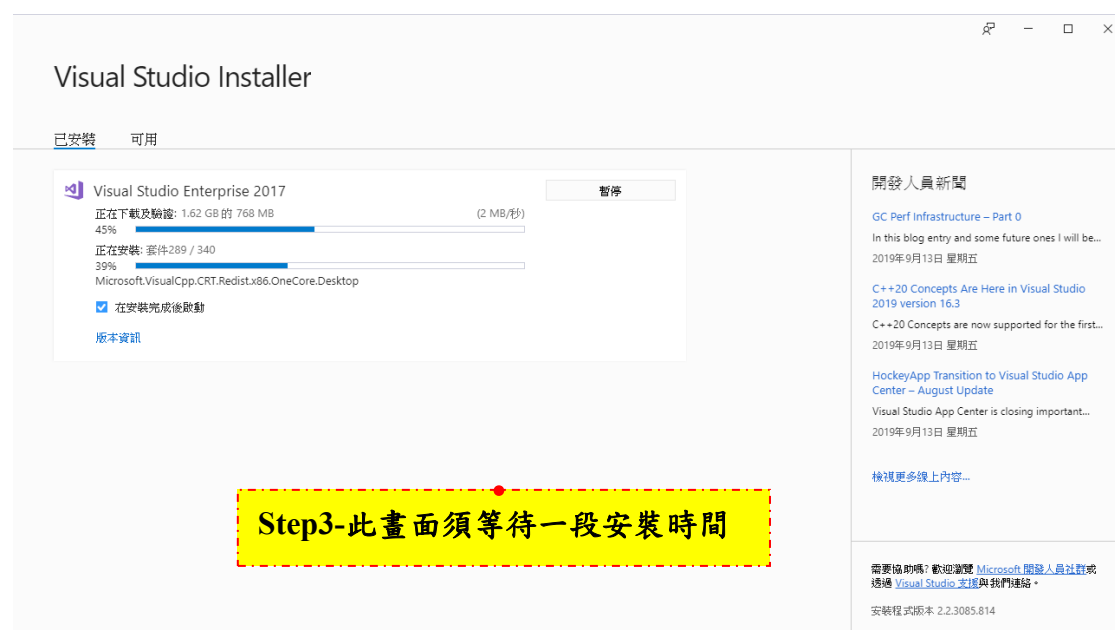 Visual Studio Installer
已安裝 可用
Visual Studio Enterprise 2017
暫停
正在下載及驗證: 1.62 GB 的 768 MB (2 MB/秒)
45%
正在安裝: 套件289 / 340
39%
Microsoft.VisualCpp.CRT.Redist.x86.OneCore.Desktop
在安裝完成後啟動
版本資訊
Step3-此畫面須等待一段安裝時間
開發人員新聞
GC Perf Infrastructure – Part 0
In this blog entry and some future ones I will be...
2019年9月13日 星期五
C++20 Concepts Are Here in Visual Studio
2019 version 16.3
C++20 Concepts are now supported for the first...
2019年9月13日 星期五
HockeyApp Transition to Visual Studio App
Center – August Update
Visual Studio App Center is closing important...
2019年9月13日 星期五
檢視更多線上內容...
需要協助嗎? 歡迎瀏覽 Microsoft 開發人員社群或
透過 Visual Studio 支援與我們連絡。
安裝程式版本 2.2.3085.814